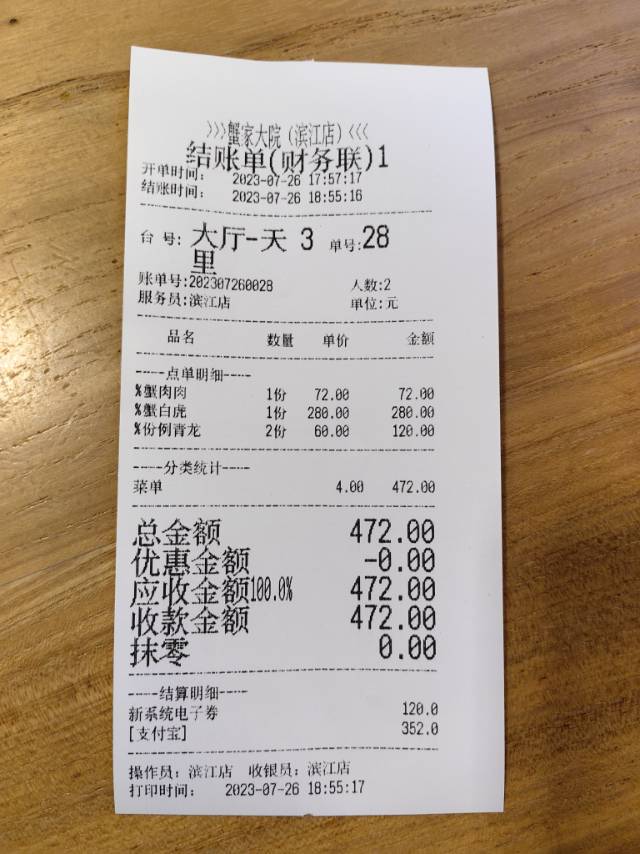 >>>蟹家大院(滨江店)<<<
结账单(财务联)1
开单时间: 2023-07-26 17:57:17
结账时间: 2023-07-26 18:55:16
台 号: 大厅-天 3 单号:28
里
账单号:202307260028 人数:2
服务员:滨江店 单位:元
品名 数量 单价 金额
-----点单明细-----
%蟹肉肉 1份 72.00 72.00
%蟹白虎 1份 280.00 280.00
%份例青龙 2份 60.00 120.00
-----分类统计-----
菜单 4.00 472.00
总金额 472.00
优惠金额 -0.00
应收金额100.0% 472.00
收款金额 472.00
抹零 0.00
-----结算明细-----
新系统电子券 120.0
[支付宝] 352.0
操作员: 滨江店 收银员: 滨江店
打印时间: 2023-07-26 18:55:17